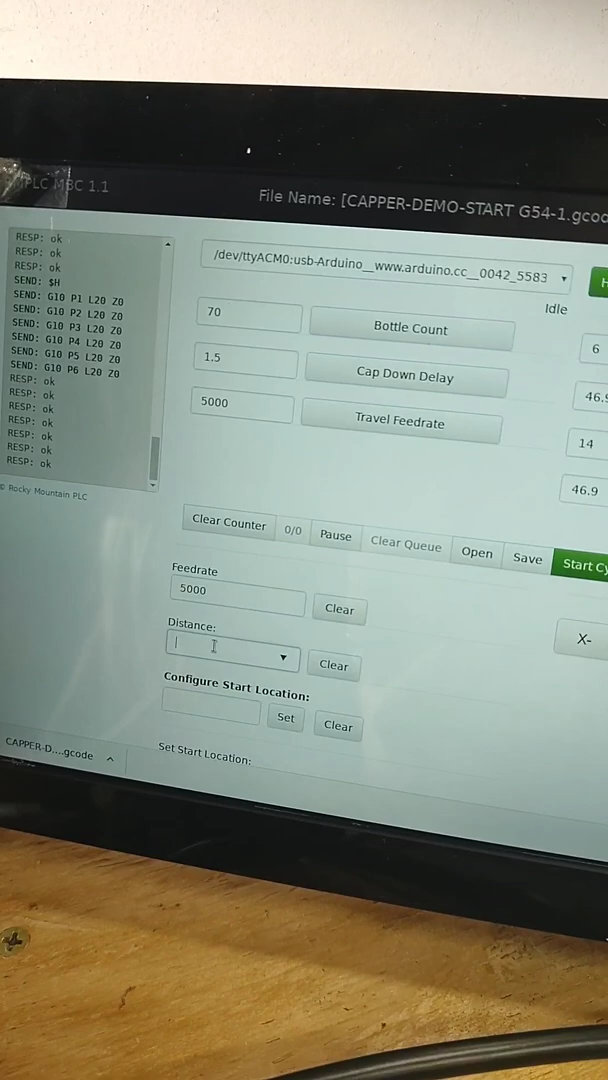 PLC MBC 1.1
File Name: [CAPPER-DEMO-START G54-1.gcod
RESP: ok
RESP: ok
RESP: ok
SEND: $H
SEND: G10 P1 L20 Z0
SEND: G10 P2 L20 Z0
SEND: G10 P3 L20 Z0
SEND: G10 P4 L20 Z0
SEND: G10 P5 L20 Z0
SEND: G10 P6 L20 Z0
RESP: ok
RESP: ok
RESP: ok
RESP: ok
RESP: ok
RESP: ok
RESP: ok
© Rocky Mountain PLC
/dev/ttyACM0:usb-Arduino__www.arduino.cc__0042_5583
H
Idle
70
Bottle Count
6
1.5
Cap Down Delay
46.9
5000
Travel Feedrate
14
46.9
Clear Counter
0/0
Pause
Clear Queue
Open
Save
Start Cy
Feedrate
5000
Clear
Distance:
Clear
X-
Configure Start Location:
Set
Clear
Set Start Location:
CAPPER-D....gcode